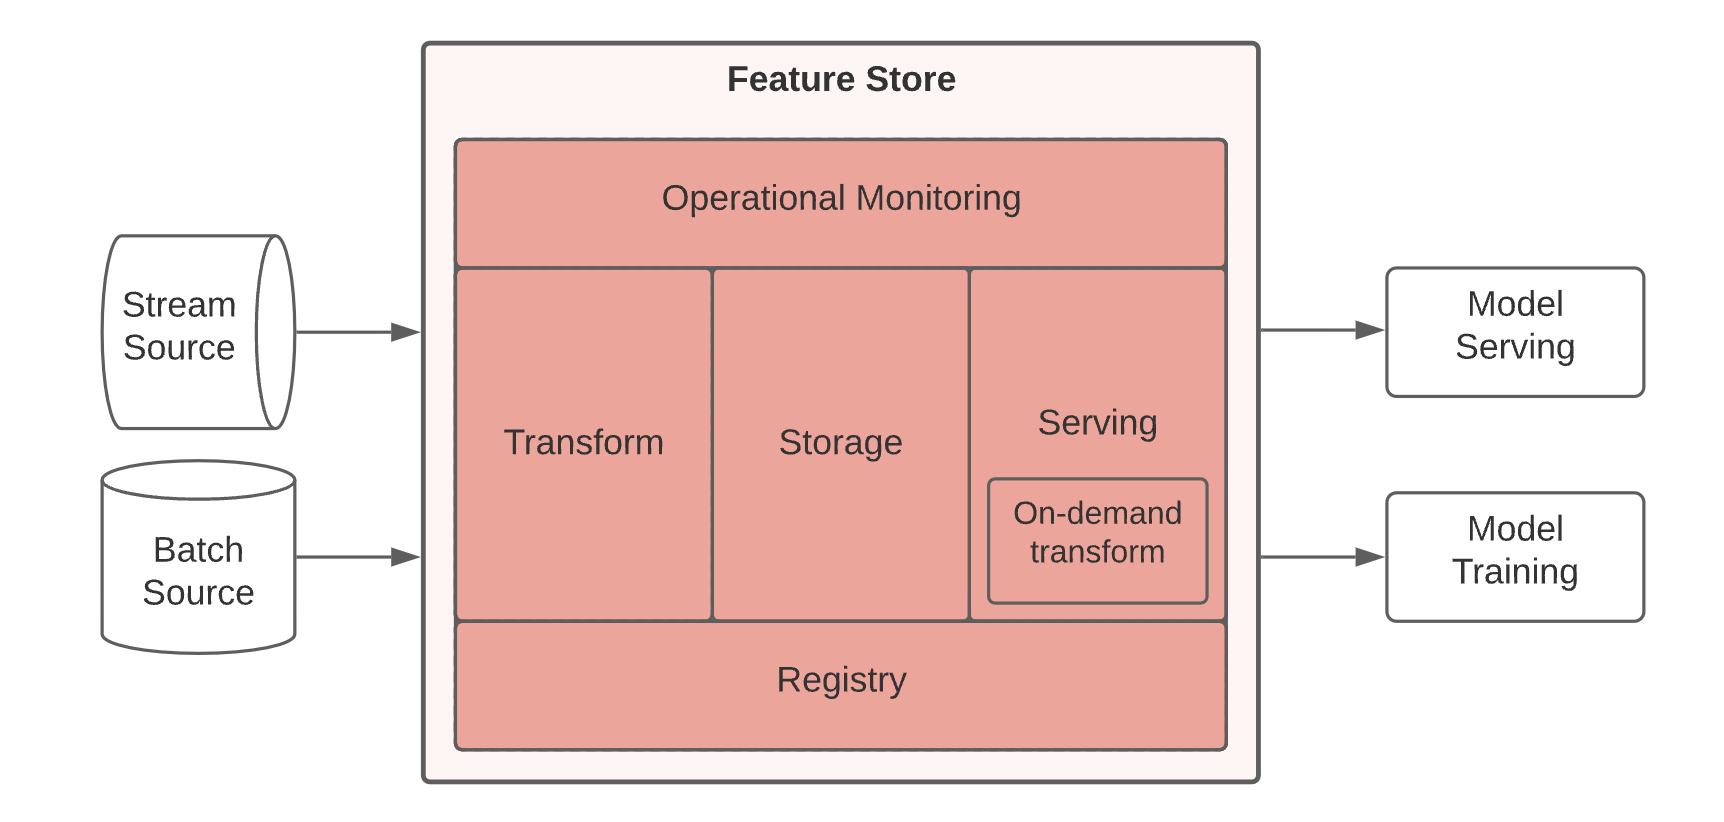 Feature Store
Operational Monitoring
Stream
Source
Batch
Source
Transform
Storage
Serving
On-demand
transform
Registry
Model
Serving
Model
Training